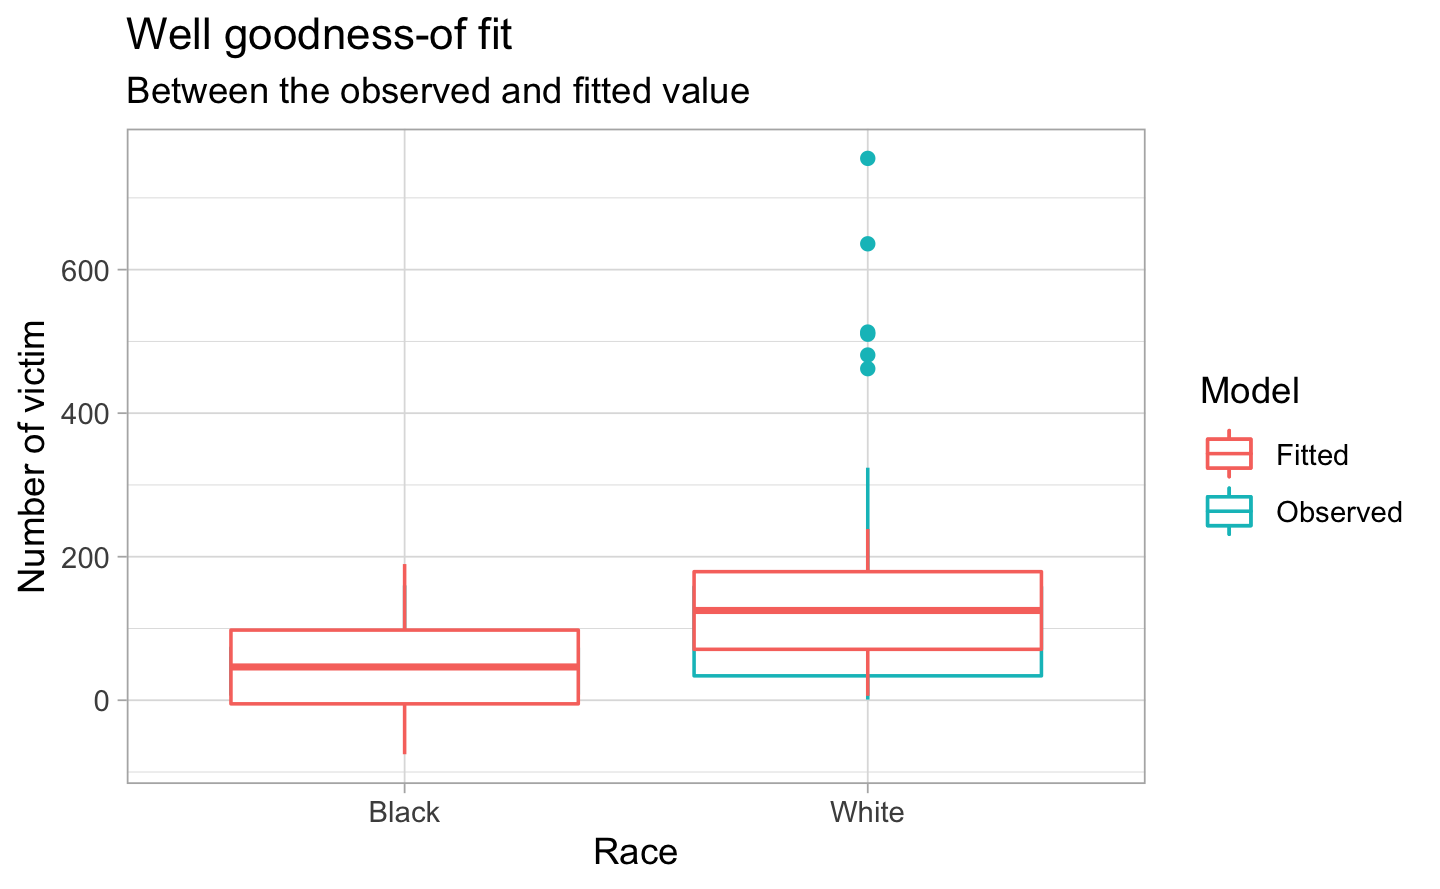 Well goodness-of fit
Between the observed and fitted value
Number of victim
600
400
200
0
Black
White
Race
Model
Fitted
Observed